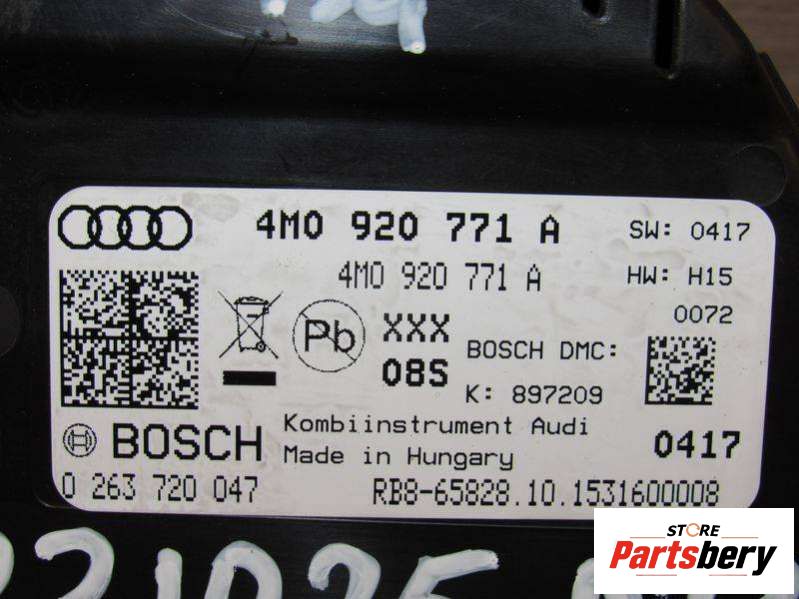 4M0 920 771 A SW: 0417
4M0 920 771 A HW: H15
Pb XXX 0072
08S BOSCH DMC:
K: 897209
BOSCH Kombiinstrument Audi 0417
Made in Hungary
0 263 720 047 RB8-65828.10.1531600008
STORE
Partsbery